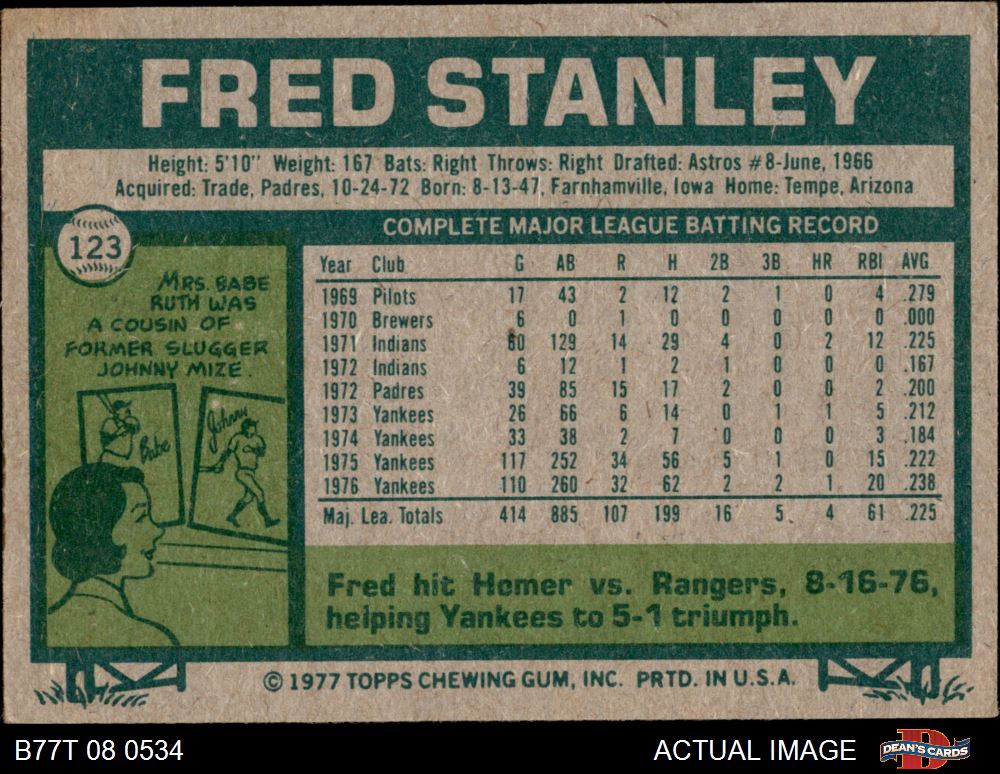 FRED STANLEY
Height: 5'10" Weight: 167 Bats: Right Throws: Right Drafted: Astros #8-June, 1966
Acquired: Trade, Padres, 10-24-72 Born: 8-13-47, Farnhamville, Iowa Home: Tempe, Arizona
123
MRS. BABE
RUTH WAS
A COUSIN OF
FORMER SLUGGER
JOHNNY MIZE.
Babe
Johnny
COMPLETE MAJOR LEAGUE BATTING RECORD
Year Club G AB R H 2B 3B HR RBI AVG
1969 Pilots 17 43 2 12 2 1 0 4 .279
1970 Brewers 6 0 1 0 0 0 0 0 .000
1971 Indians 60 129 14 29 4 0 2 12 .225
1972 Indians 6 12 1 2 1 0 0 0 .167
1972 Padres 39 85 15 17 2 0 0 2 .200
1973 Yankees 26 66 6 14 0 1 1 5 .212
1974 Yankees 33 38 2 7 0 0 0 3 .184
1975 Yankees 117 252 34 56 5 1 0 15 .222
1976 Yankees 110 260 32 62 2 2 1 20 .238
Maj. Lea. Totals 414 885 107 199 16 5 4 61 .225
Fred hit Homer vs. Rangers, 8-16-76,
helping Yankees to 5-1 triumph.
© 1977 TOPPS CHEWING GUM, INC. PRTD. IN U.S.A.
B77T 08 0534
ACTUAL IMAGE
DEAN'S CARDS